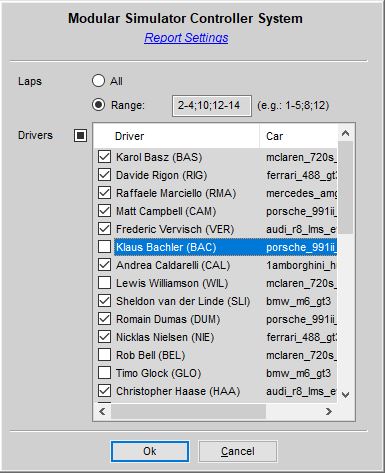 Modular Simulator Controller System
Report Settings
Laps All
Range: 2-4;10;12-14 (e.g.: 1-5;8;12)
Drivers Driver Car
Karol Basz (BAS) mclaren_720s_
Davide Rigon (RIG) ferrari_488_gt3
Raffaele Marciello (RMA) mercedes_amg
Matt Campbell (CAM) porsche_991ii_
Frederic Vervisch (VER) audi_r8_lms_e
Klaus Bachler (BAC) porsche_991ii_
Andrea Caldarelli (CAL) 1amborghini_h
Lewis Williamson (WIL) mclaren_720s_
Sheldon van der Linde (SLI) bmw_m6_gt3
Romain Dumas (DUM) porsche_991ii_
Nicklas Nielsen (NIE) ferrari_488_gt3
Rob Bell (BEL) mclaren_720s_
Timo Glock (GLO) bmw_m6_gt3
Christopher Haase (HAA) audi_r8_lms_e
Ok Cancel